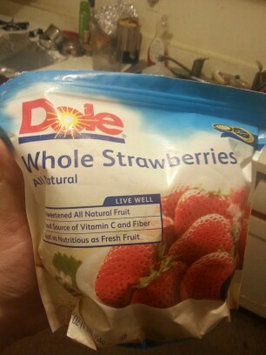 Dole
Whole Strawberries
All Natural
LIVE WELL
sweetened All Natural Fruit
Source of Vitamin C and Fiber
as Nutritious as Fresh Fruit